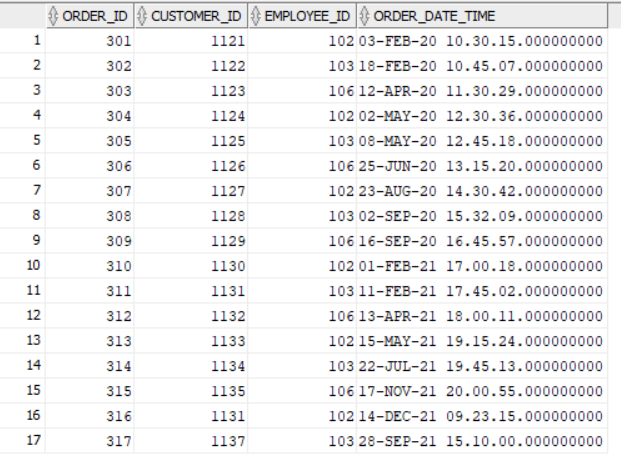 ORDER_ID CUSTOMER_ID EMPLOYEE_ID ORDER_DATE_TIME
1 301 1121 102 03-FEB-20 10.30.15.000000000
2 302 1122 103 18-FEB-20 10.45.07.000000000
3 303 1123 106 12-APR-20 11.30.29.000000000
4 304 1124 102 02-MAY-20 12.30.36.000000000
5 305 1125 103 08-MAY-20 12.45.18.000000000
6 306 1126 106 25-JUN-20 13.15.20.000000000
7 307 1127 102 23-AUG-20 14.30.42.000000000
8 308 1128 103 02-SEP-20 15.32.09.000000000
9 309 1129 106 16-SEP-20 16.45.57.000000000
10 310 1130 102 01-FEB-21 17.00.18.000000000
11 311 1131 103 11-FEB-21 17.45.02.000000000
12 312 1132 106 13-APR-21 18.00.11.000000000
13 313 1133 102 15-MAY-21 19.15.24.000000000
14 314 1134 103 22-JUL-21 19.45.13.000000000
15 315 1135 106 17-NOV-21 20.00.55.000000000
16 316 1131 102 14-DEC-21 09.23.15.000000000
17 317 1137 103 28-SEP-21 15.10.00.000000000